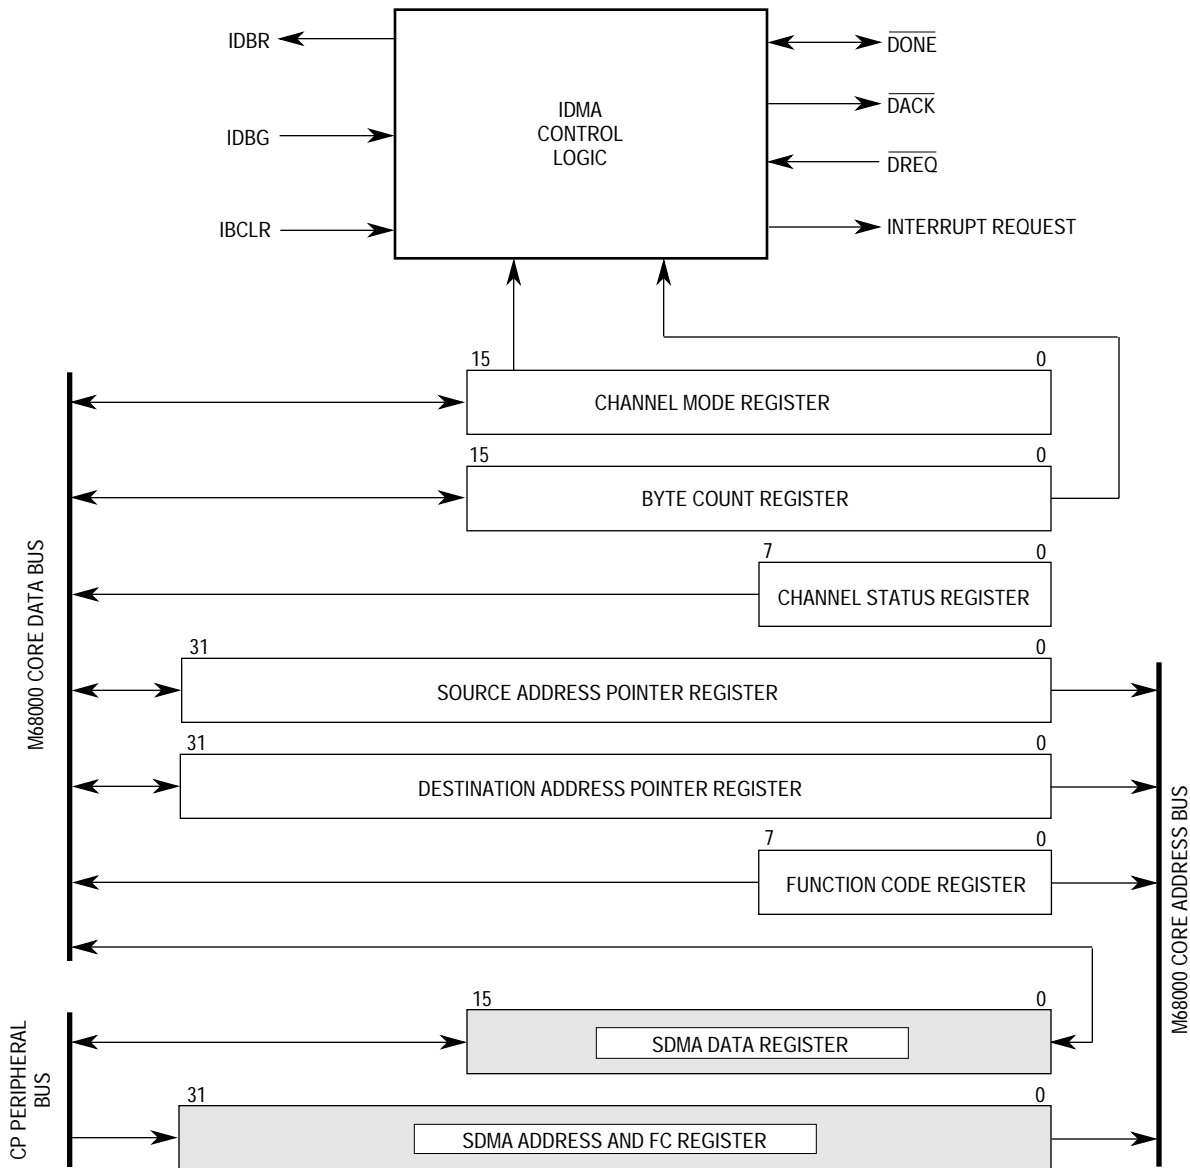 IDBR
IDBG
IBCLR
IDMA
CONTROL
LOGIC
DONE
DACK
DREQ
INTERRUPT REQUEST
15 0
CHANNEL MODE REGISTER
15 0
BYTE COUNT REGISTER
7 0
CHANNEL STATUS REGISTER
31 0
SOURCE ADDRESS POINTER REGISTER
31 0
DESTINATION ADDRESS POINTER REGISTER
7 0
FUNCTION CODE REGISTER
15 0
SDMA DATA REGISTER
31 0
SDMA ADDRESS AND FC REGISTER
M68000 CORE DATA BUS
CP PERIPHERAL
BUS
M68000 CORE ADDRESS BUS